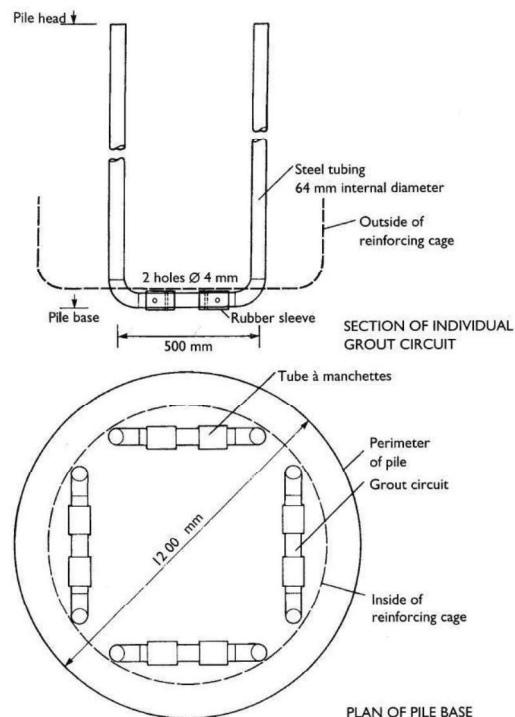 Pile head
Steel tubing
64 mm internal diameter
Outside of
reinforcing cage
2 holes Ø 4 mm
Pile base
Rubber sleeve
500 mm
SECTION OF INDIVIDUAL
GROUT CIRCUIT
Tube à manchettes
Perimeter
of pile
Grout circuit
12.00 mm
Inside of
reinforcing cage
PLAN OF PILE BASE